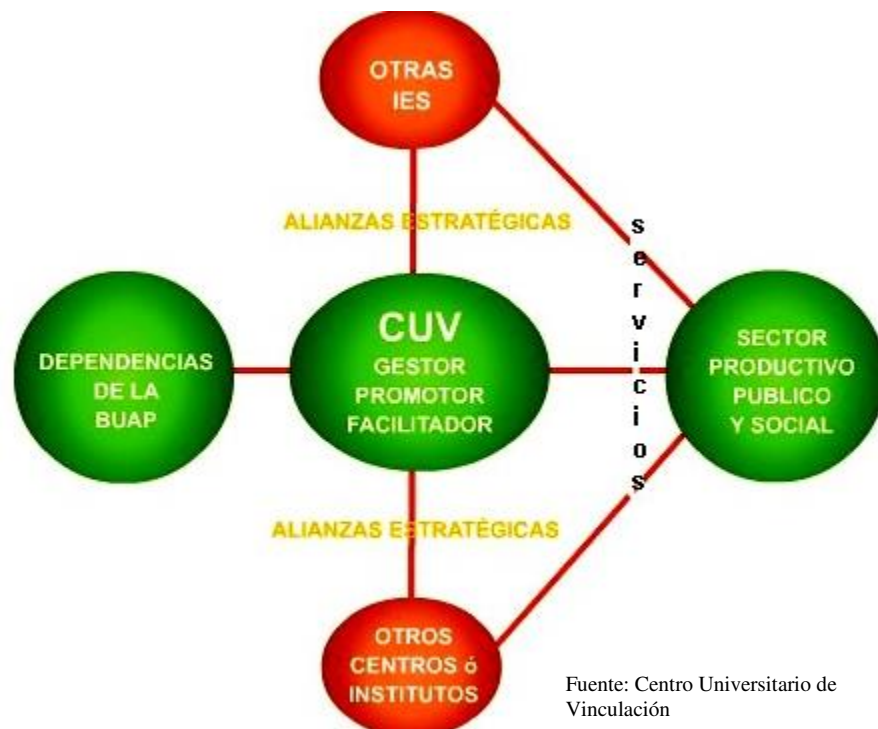 OTRAS
IES
ALIANZAS ESTRATÉGICAS
servicios
DEPENDENCIAS
DE LA
BUAP
CUV
GESTOR
PROMOTOR
FACILITADOR
SECTOR
PRODUCTIVO
PUBLICO
Y SOCIAL
ALIANZAS ESTRATÉGICAS
OTROS
CENTROS ó
INSTITUTOS
Fuente: Centro Universitario de
Vinculación